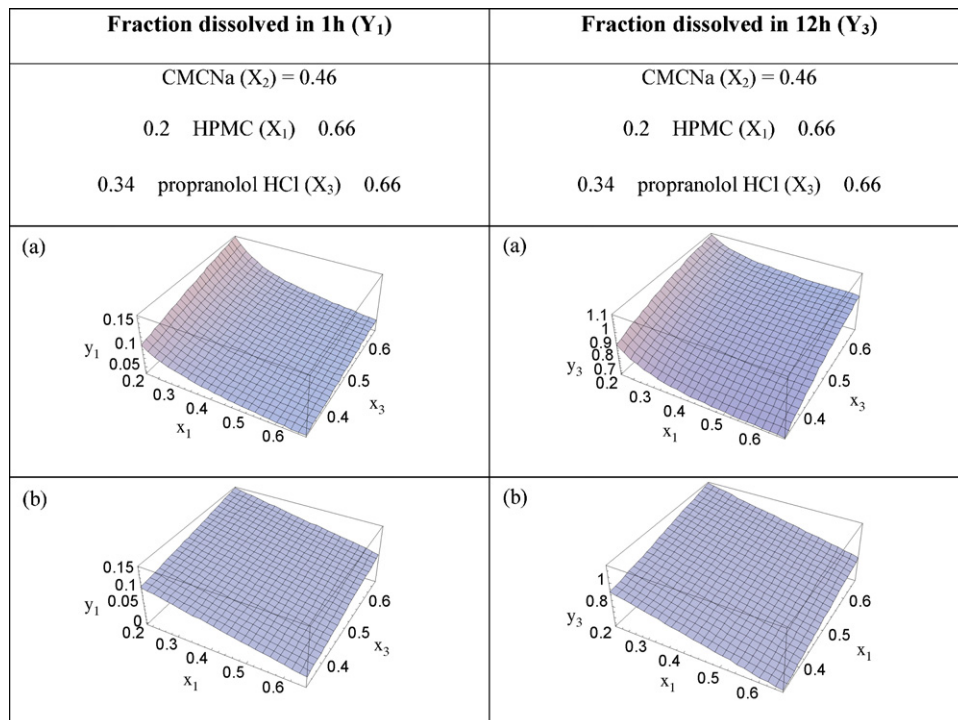 Fraction dissolved in 1h (Y₁)
CMCNa (X₂) = 0.46
0.2 HPMC (X₁) 0.66
0.34 propranolol HCl (X₃) 0.66
Fraction dissolved in 12h (Y₃)
CMCNa (X₂) = 0.46
0.2 HPMC (X₁) 0.66
0.34 propranolol HCl (X₃) 0.66
(a)
0.15
0.1
y₁
0.05
0.2
0.3
0.4
0.5
0.6
x₁
0.4
0.5
0.6
x₃
(a)
1.1
1
0.9
0.8
y₃
0.7
0.2
0.3
0.4
0.5
0.6
x₁
0.4
0.5
0.6
x₃
(b)
0.15
0.1
0.05
y₁
0
0.2
0.3
0.4
0.5
0.6
x₁
0.4
0.5
0.6
x₃
(b)
1
0.8
y₃
0.2
0.3
0.4
0.5
0.6
x₁
0.4
0.5
0.6
x₁